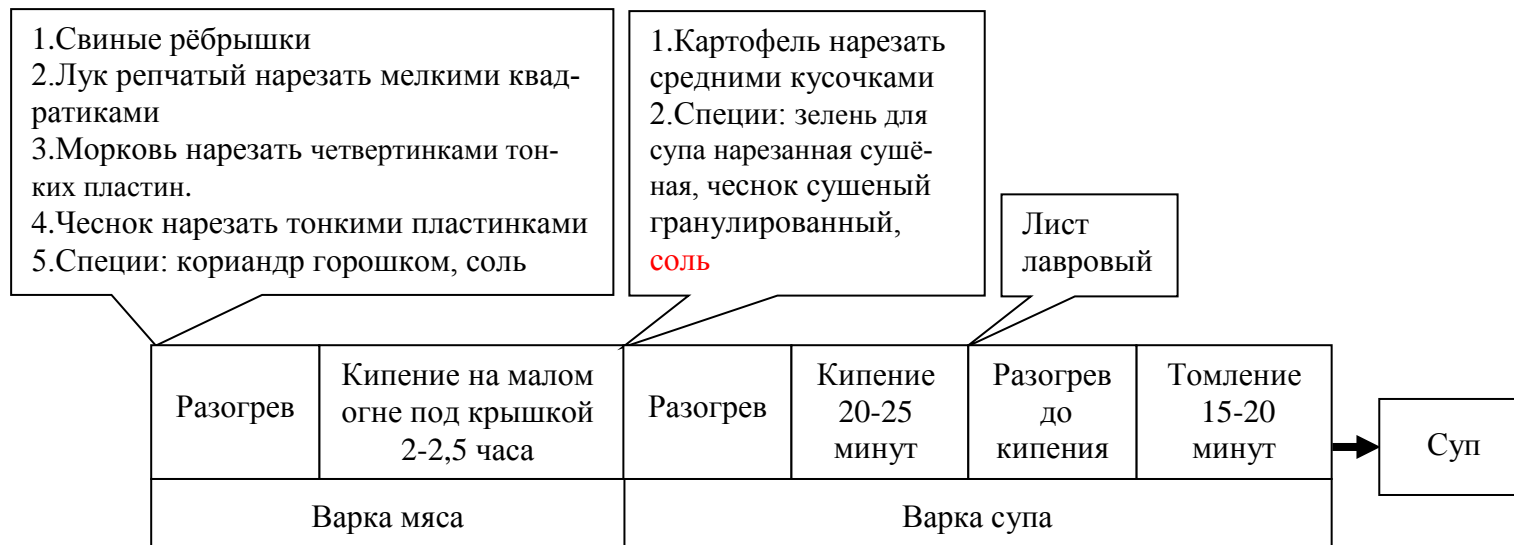 1.Свиные рёбрышки
2.Лук репчатый нарезать мелкими квад-
ратиками
3.Морковь нарезать четвертинками тон-
ких пластин.
4.Чеснок нарезать тонкими пластинками
5.Специи: кориандр горошком, соль
1.Картофель нарезать
средними кусочками
2.Специи: зелень для
супа нарезанная сушё-
ная, чеснок сушеный
гранулированный,
соль
Лист
лавровый
Разогрев
Кипение на малом
огне под крышкой
2-2,5 часа
Разогрев
Кипение
20-25
минут
Разогрев
до
кипения
Томление
15-20
минут
Суп
Варка мяса
Варка супа